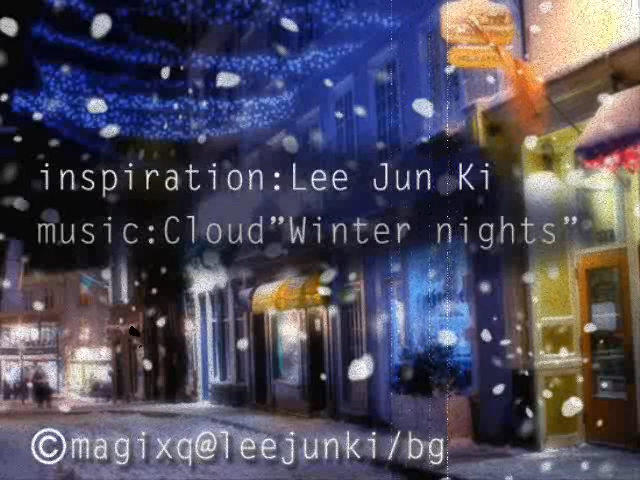 inspiration:Lee Jun Ki
music:Cloud”Winter nights”
©magixq@leejunki/bg